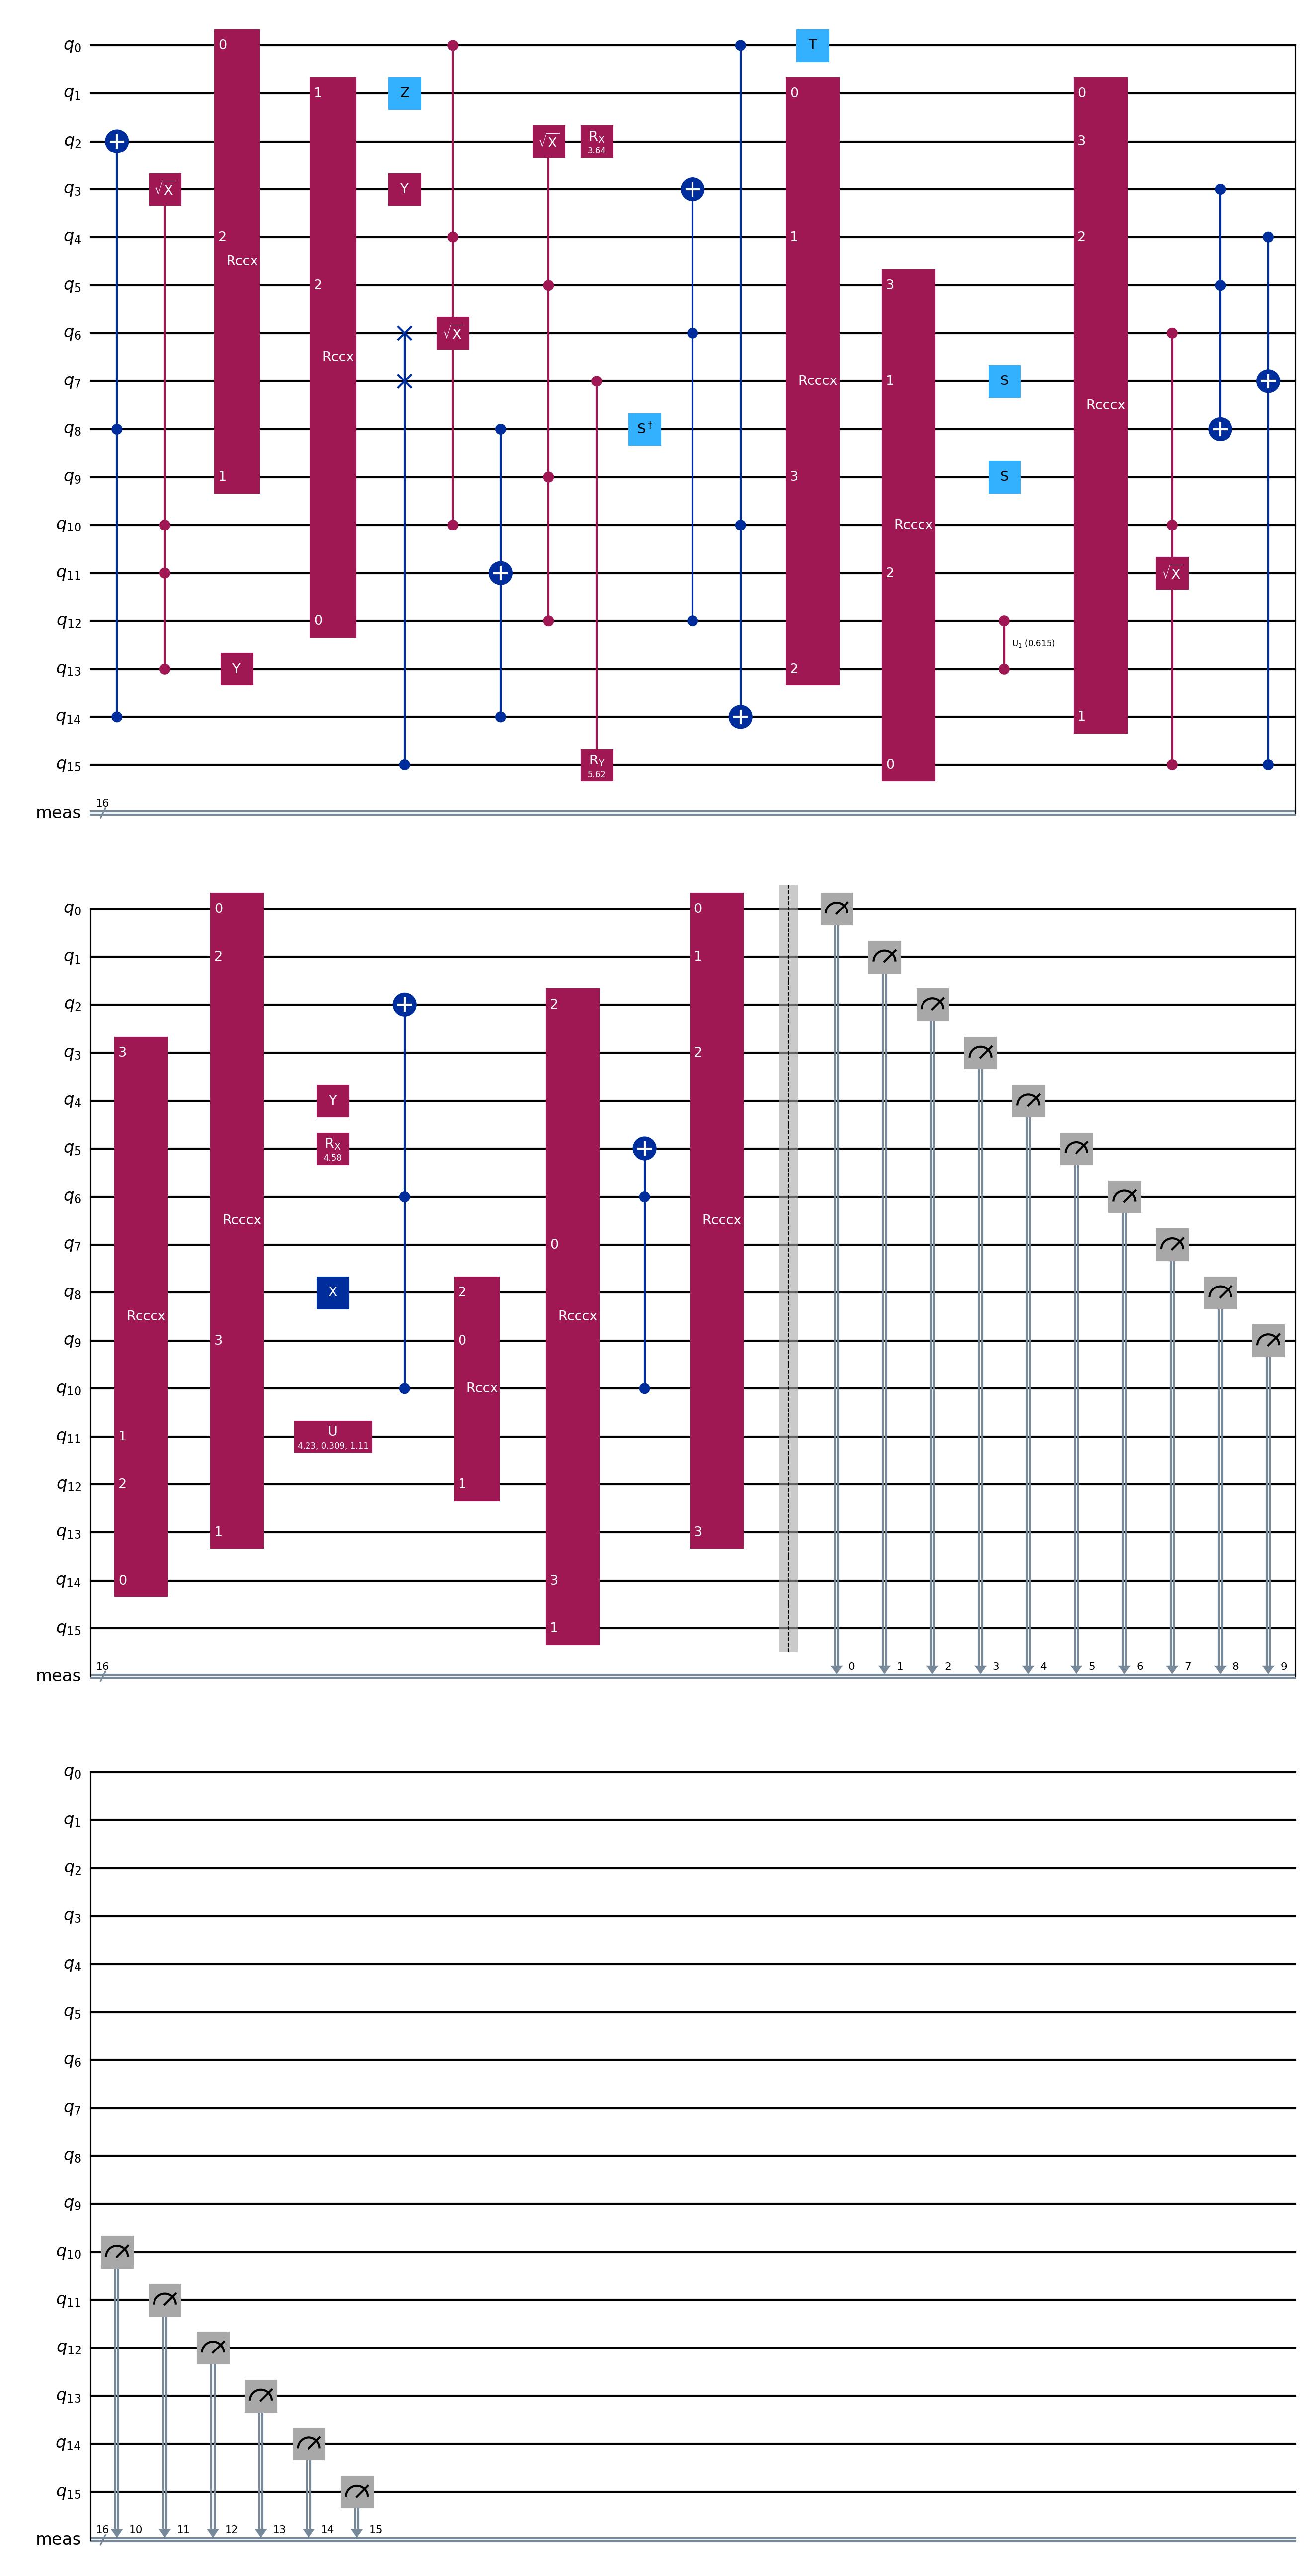 q0 0 T
q1 1 Z 0 0
q2 √X RX 3.64 3
q3 √X Y
q4 2 1 2
Rccx
q5 2 3
q6 √X
Rccx
q7 Rcccx 1 S
q8 S† Rcccx
q9 1 3 S
q10 Rcccx
q11 2 √X
q12 0
U1 (0.615)
q13 Y 2
q14 1
q15 RY 5.62 0
16
meas
q0 0 0
q1 2 1
q2 2
q3 3 2
q4 Y
q5 RX 4.58
q6
Rcccx Rcccx
q7 0
q8 X 2
Rcccx Rcccx
q9 3 0
q10 Rccx
q11 1 U 4.23, 0.309, 1.11
q12 2 1
q13 1 3
q14 0 3
q15 1
16 0 1 2 3 4 5 6 7 8 9
meas
q0
q1
q2
q3
q4
q5
q6
q7
q8
q9
q10
q11
q12
q13
q14
q15
16 10 11 12 13 14 15
meas